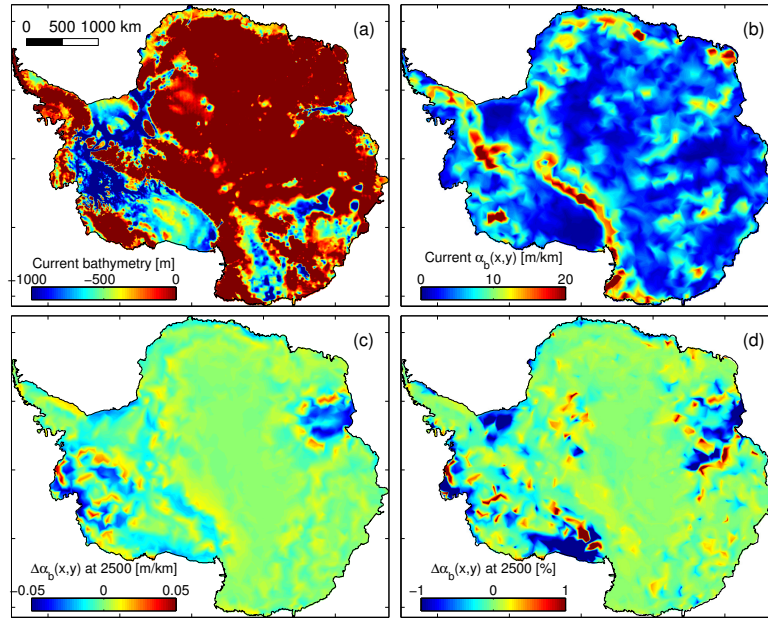 (a)
0 500 1000 km
Current bathymetry [m]
−1000 −500 0
(b)
Current α_b(x,y) [m/km]
0 10 20
(c)
Δα_b(x,y) at 2500 [m/km]
−0.05 0 0.05
(d)
Δα_b(x,y) at 2500 [%]
−1 0 1